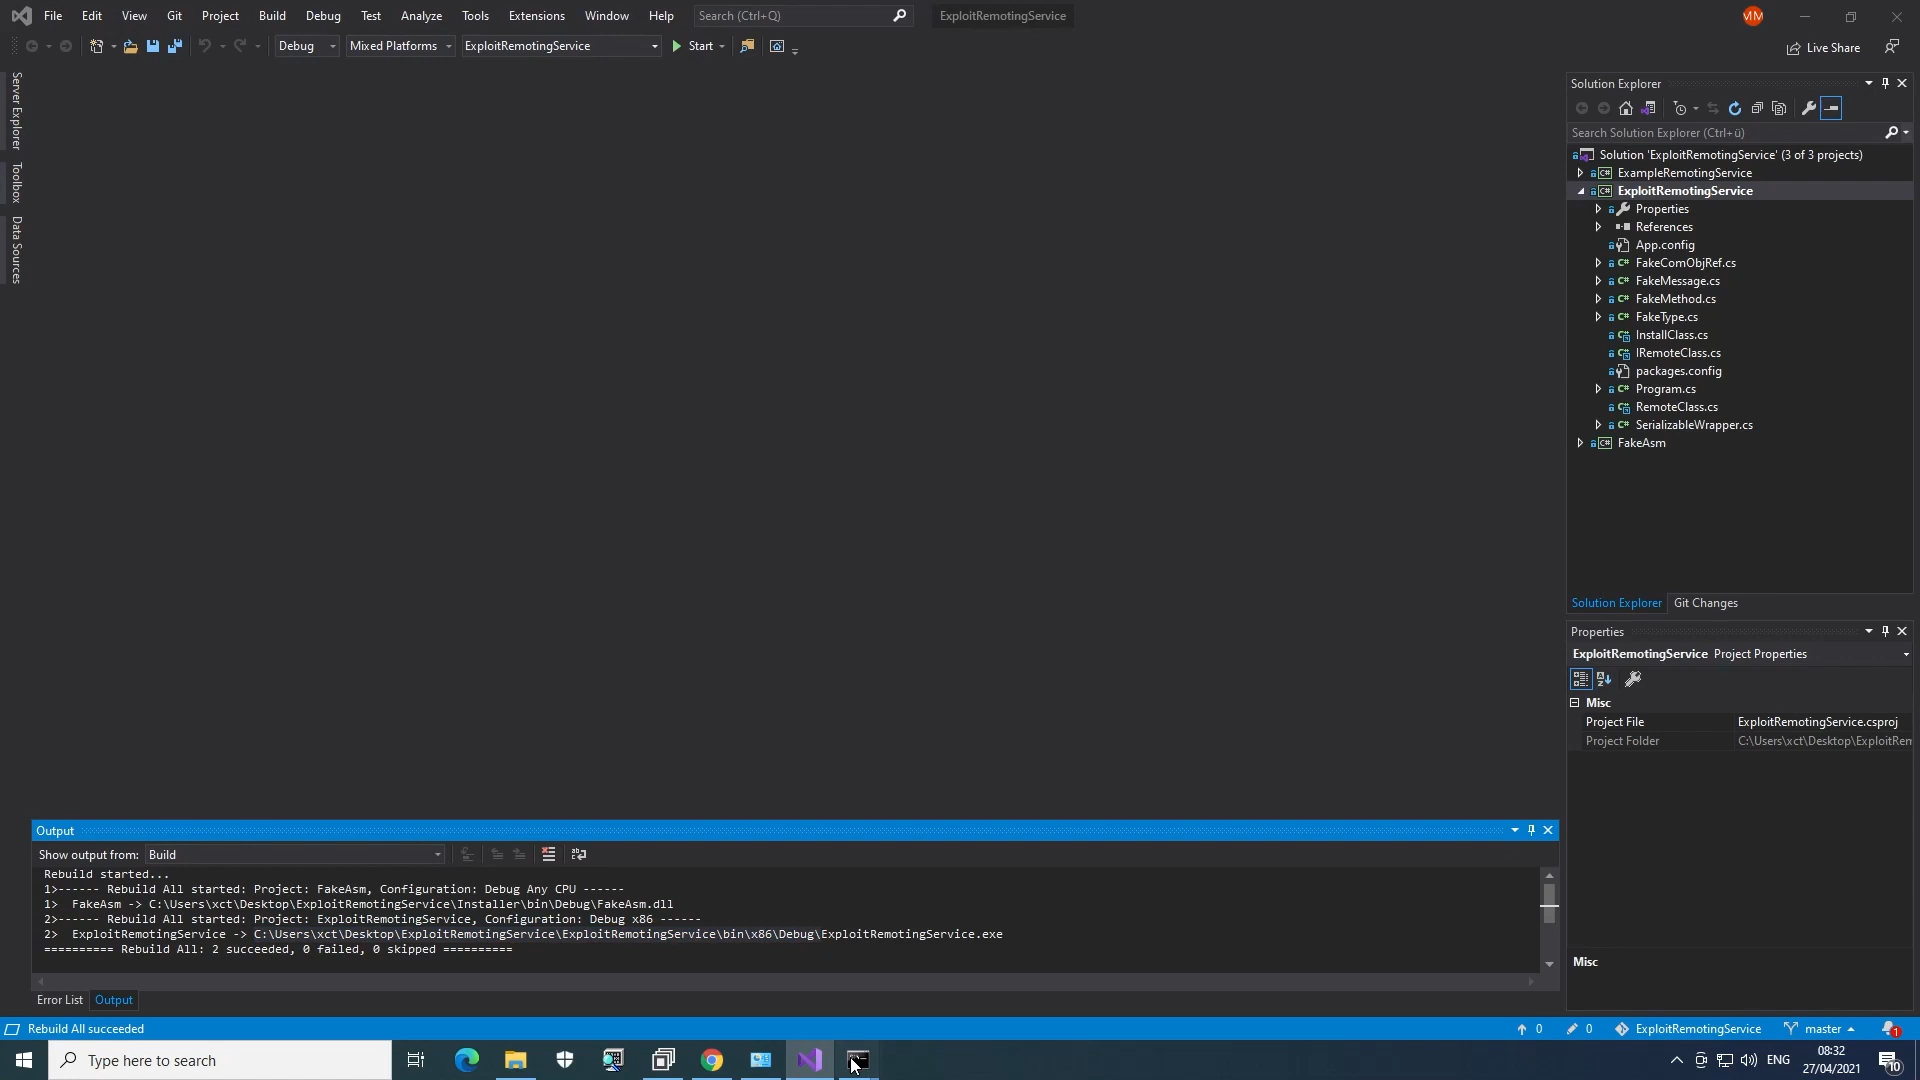 File Edit View Git Project Build Debug Test Analyze Tools Extensions Window Help Search (Ctrl+Q) ExploitRemotingService
Debug Mixed Platforms ExploitRemotingService Start Live Share
Server Explorer
Toolbox
Data Sources
Solution Explorer
Search Solution Explorer (Ctrl+ü)
Solution 'ExploitRemotingService' (3 of 3 projects)
ExampleRemotingService
ExploitRemotingService
Properties
References
App.config
FakeComObjRef.cs
FakeMessage.cs
FakeMethod.cs
FakeType.cs
InstallClass.cs
IRemoteClass.cs
packages.config
Program.cs
RemoteClass.cs
SerializableWrapper.cs
FakeAsm
Solution Explorer Git Changes
Properties
ExploitRemotingService Project Properties
Misc
Project File ExploitRemotingService.csproj
Project Folder C:\Users\xct\Desktop\ExploitRem
Misc
Output
Show output from: Build
Rebuild started...
1>------ Rebuild All started: Project: FakeAsm, Configuration: Debug Any CPU ------
1>  FakeAsm -> C:\Users\xct\Desktop\ExploitRemotingService\Installer\bin\Debug\FakeAsm.dll
2>------ Rebuild All started: Project: ExploitRemotingService, Configuration: Debug x86 ------
2>  ExploitRemotingService -> C:\Users\xct\Desktop\ExploitRemotingService\ExploitRemotingService\bin\x86\Debug\ExploitRemotingService.exe
========== Rebuild All: 2 succeeded, 0 failed, 0 skipped ==========
Error List Output
Rebuild All succeeded 0 0 ExploitRemotingService master 1
Type here to search ENG 08:32
27/04/2021 10